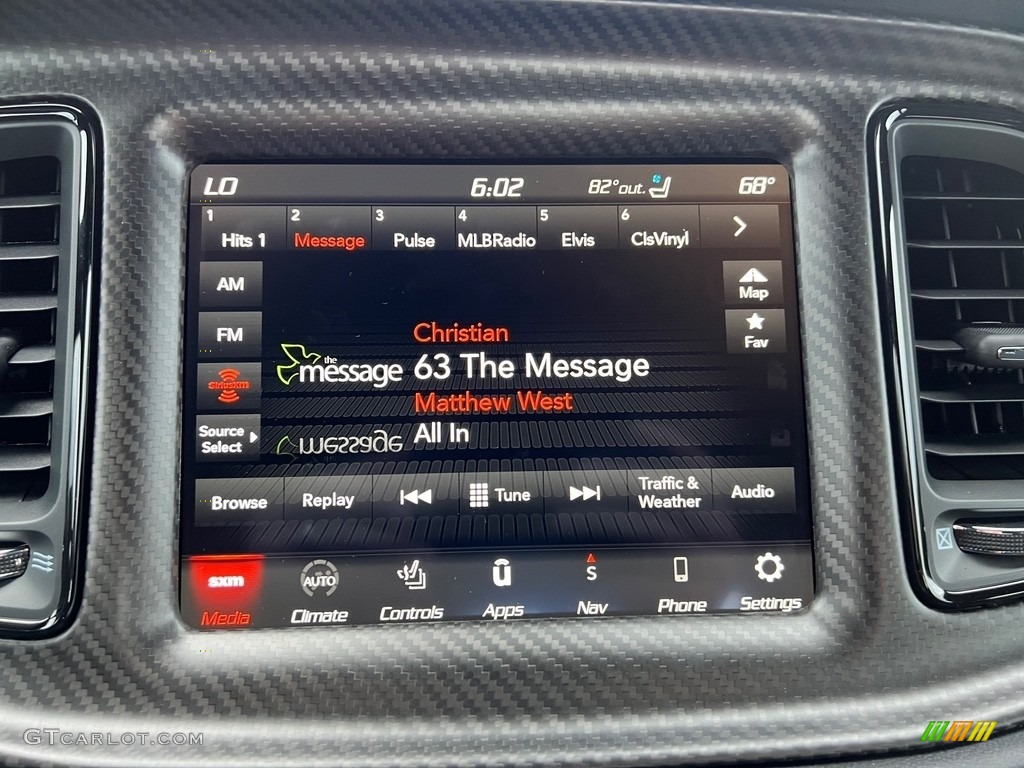 LO 6:02 82°out. 68°
1 2 3 4 5 6
Hits 1 Message Pulse MLBRadio Elvis ClsVinyl
AM
Map
FM
Fav
SiriusXM
Source
Select
Christian
the
message
63 The Message
Matthew West
All In
message
Browse Replay Tune Traffic & Weather Audio
sxm AUTO S
Media Climate Controls Apps Nav Phone Settings
GTCARLOT.COM